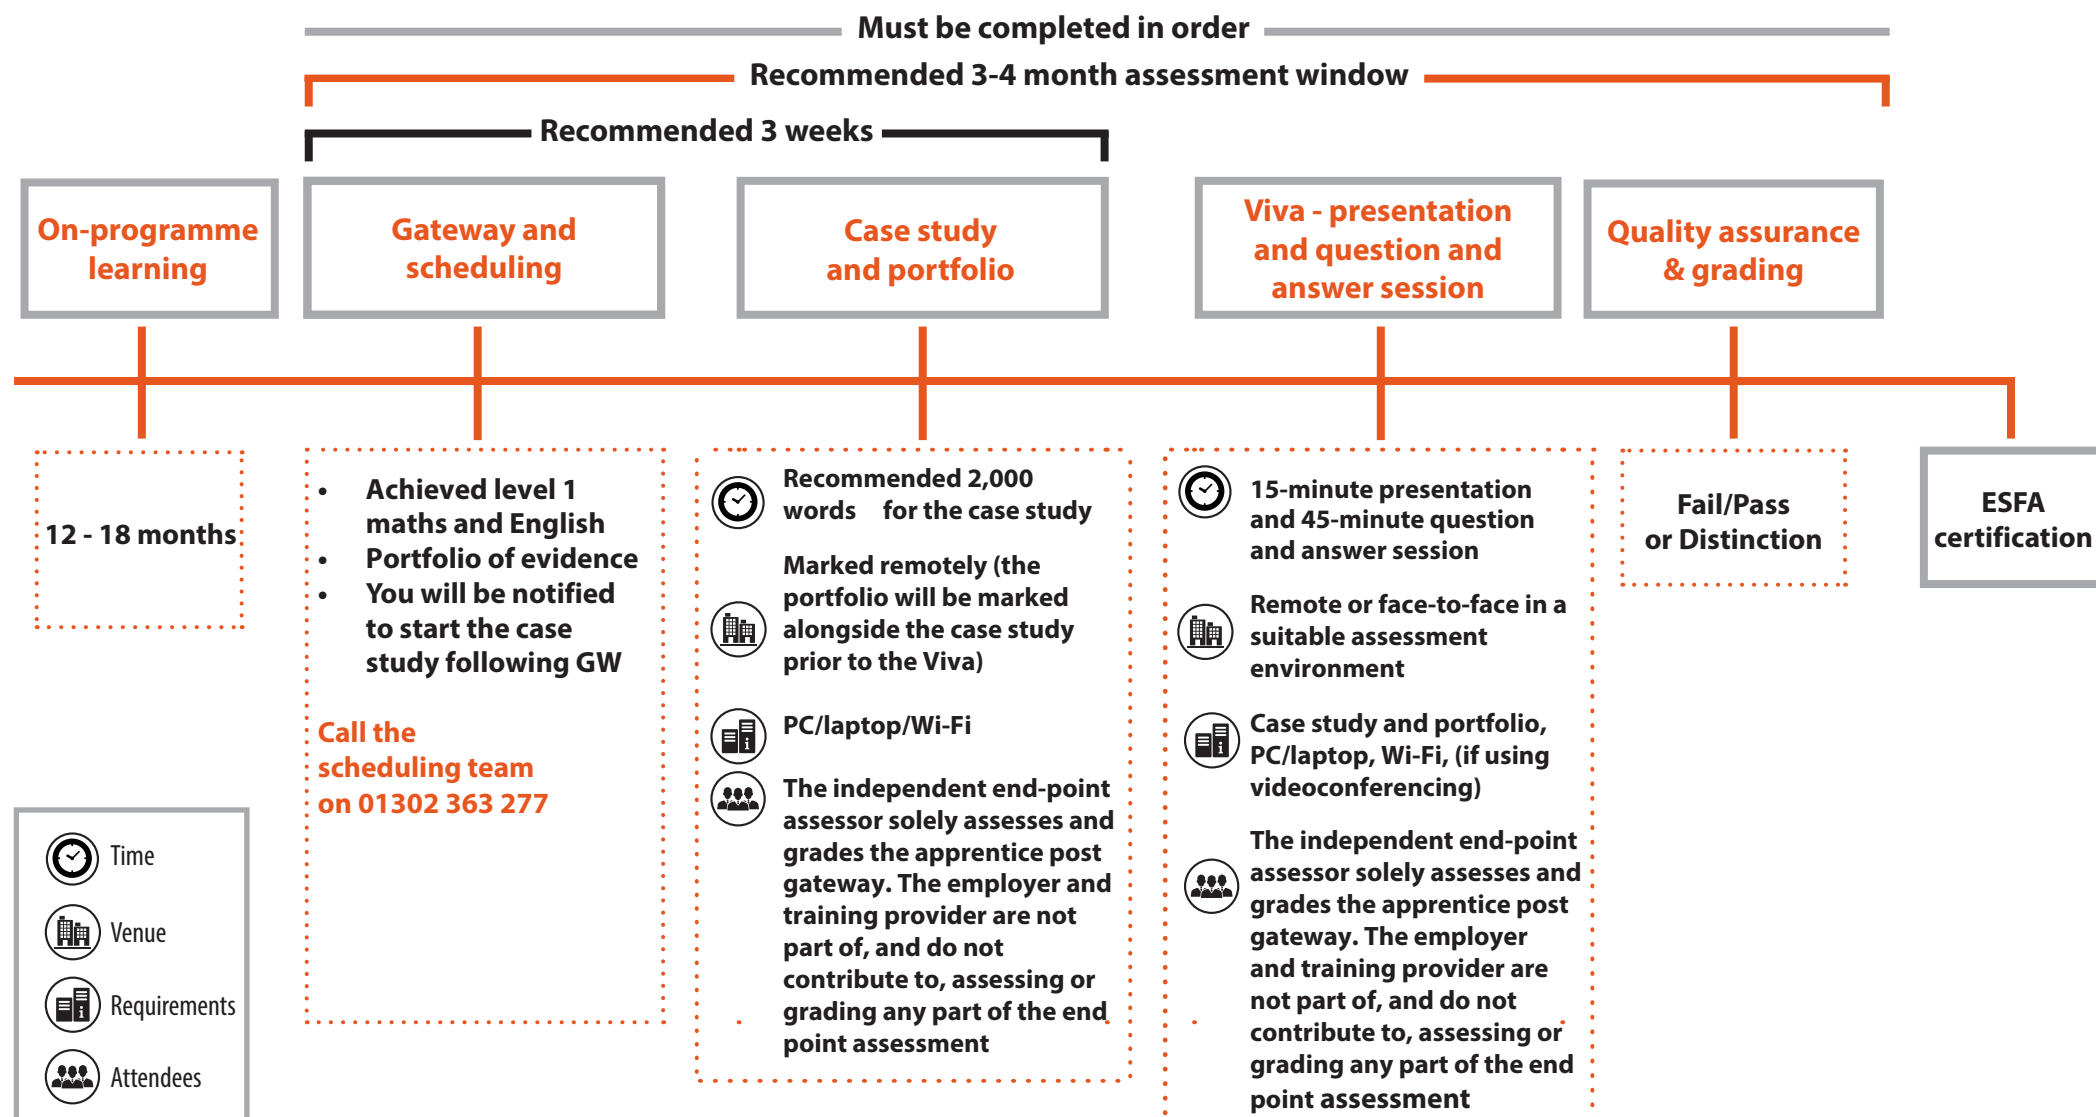 Must be completed in order
Recommended 3-4 month assessment window
Recommended 3 weeks
On-programme
learning
Gateway and
scheduling
Case study
and portfolio
Viva - presentation
and question and
answer session
Quality assurance
& grading
12 - 18 months
• Achieved level 1
maths and English
• Portfolio of evidence
• You will be notified
to start the case
study following GW
Call the
scheduling team
on 01302 363 277
Recommended 2,000
words for the case study
Marked remotely (the
portfolio will be marked
alongside the case study
prior to the Viva)
PC/laptop/Wi-Fi
The independent end-point
assessor solely assesses and
grades the apprentice post
gateway. The employer and
training provider are not
part of, and do not
contribute to, assessing or
grading any part of the end
point assessment
15-minute presentation
and 45-minute question
and answer session
Remote or face-to-face in a
suitable assessment
environment
Case study and portfolio,
PC/laptop, Wi-Fi, (if using
videoconferencing)
The independent end-point
assessor solely assesses and
grades the apprentice post
gateway. The employer
and training provider are
not part of, and do not
contribute to, assessing or
grading any part of the end
point assessment
Fail/Pass
or Distinction
ESFA
certification
Time
Venue
Requirements
Attendees